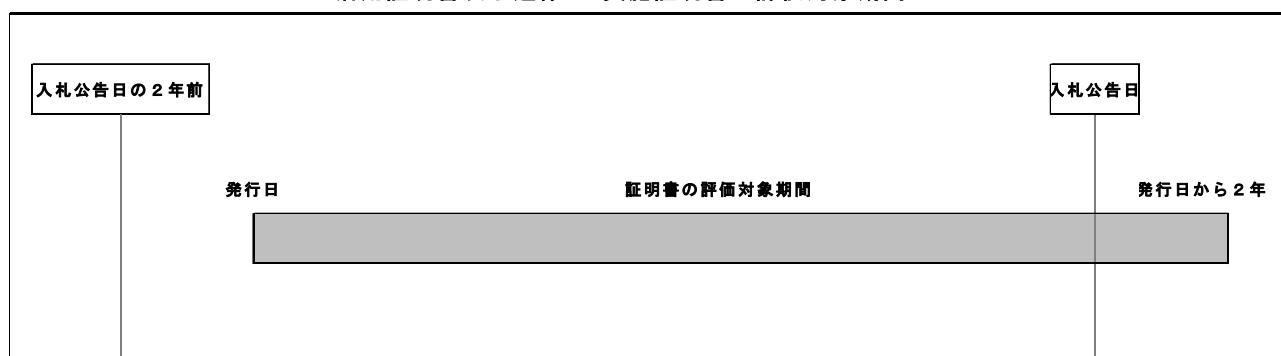 入札公告日の２年前
入札公告日
発行日
証明書の評価対象期間
発行日から２年